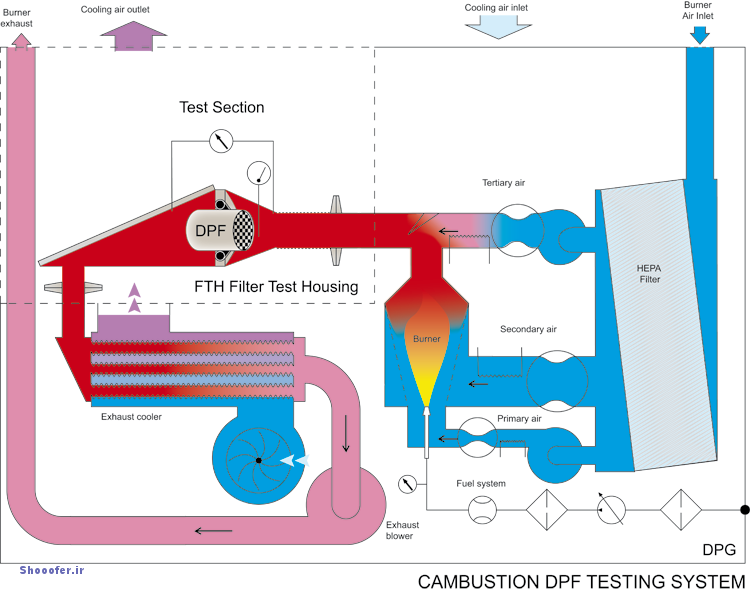 Burner
exhaust
Cooling air outlet
Cooling air inlet
Burner
Air Inlet
Test Section
Tertiary air
DPF
HEPA
Filter
FTH Filter Test Housing
Burner
Secondary air
Exhaust cooler
Primary air
Fuel system
Exhaust
blower
DPG
Shooofer.ir
CAMBUSTION DPF TESTING SYSTEM